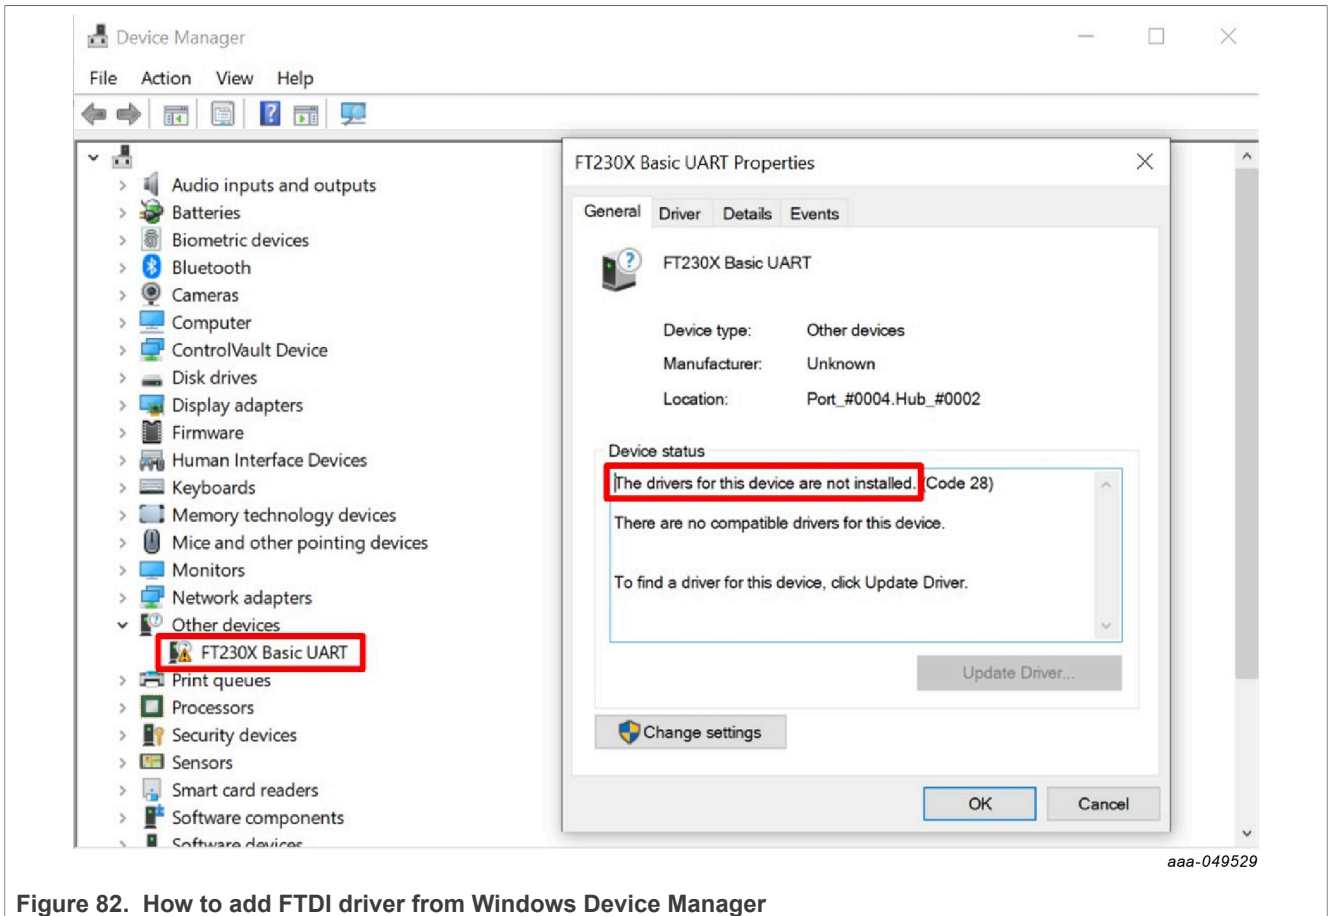 Device Manager
File Action View Help
Audio inputs and outputs
Batteries
Biometric devices
Bluetooth
Cameras
Computer
ControlVault Device
Disk drives
Display adapters
Firmware
Human Interface Devices
Keyboards
Memory technology devices
Mice and other pointing devices
Monitors
Network adapters
Other devices
FT230X Basic UART
Print queues
Processors
Security devices
Sensors
Smart card readers
Software components
Software devices
FT230X Basic UART Properties
General Driver Details Events
FT230X Basic UART
Device type: Other devices
Manufacturer: Unknown
Location: Port_#0004.Hub_#0002
Device status
The drivers for this device are not installed. (Code 28)
There are no compatible drivers for this device.
To find a driver for this device, click Update Driver.
Update Driver...
Change settings
OK Cancel
aaa-049529
Figure 82. How to add FTDI driver from Windows Device Manager